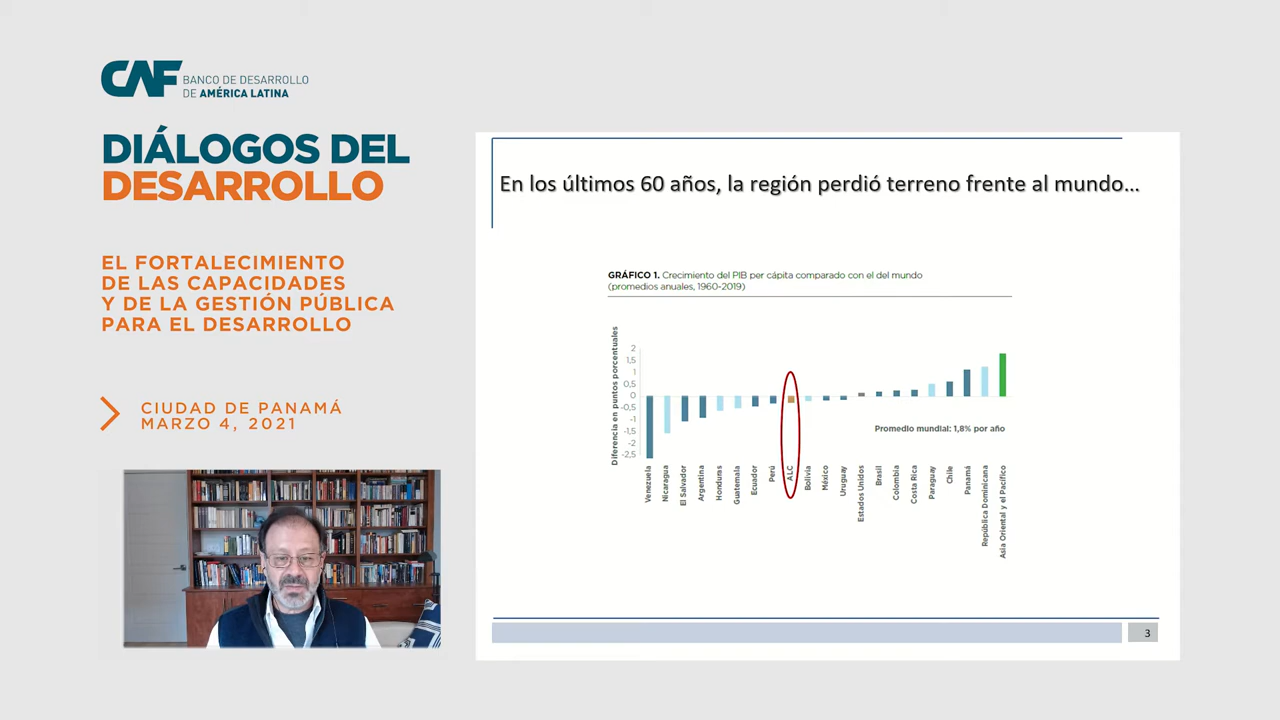 CAF
BANCO DE DESARROLLO
DE AMÉRICA LATINA
DIÁLOGOS DEL
DESARROLLO
EL FORTALECIMIENTO
DE LAS CAPACIDADES
Y DE LA GESTIÓN PÚBLICA
PARA EL DESARROLLO
CIUDAD DE PANAMÁ
MARZO 4, 2021
En los últimos 60 años, la región perdió terreno frente al mundo...
GRÁFICO 1. Crecimiento del PIB per cápita comparado con el del mundo
(promedios anuales, 1960-2019)
Diferencia en puntos porcentuales
2
1,5
1
0,5
0
-0,5
-1
-1,5
-2
-2,5
Promedio mundial: 1,8% por año
Venezuela
Nicaragua
El Salvador
Argentina
Honduras
Guatemala
Ecuador
Perú
ALC
Bolivia
México
Uruguay
Estados Unidos
Brasil
Colombia
Costa Rica
Paraguay
Chile
Panamá
República Dominicana
Asia Oriental y el Pacífico
3